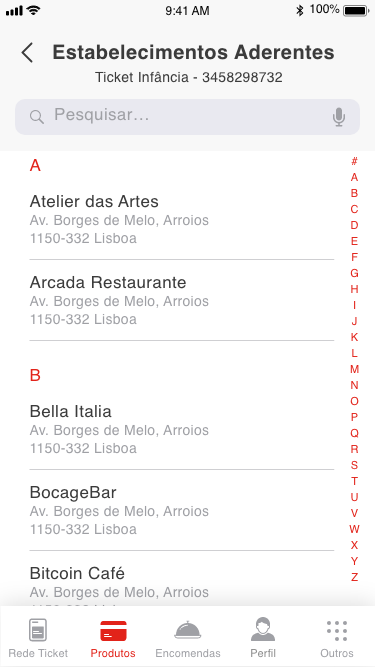 9:41 AM
100%
Estabelecimentos Aderentes
Ticket Infância - 3458298732
Pesquisar...
A
Atelier das Artes
Av. Borges de Melo, Arroios
1150-332 Lisboa
Arcada Restaurante
Av. Borges de Melo, Arroios
1150-332 Lisboa
B
Bella Italia
Av. Borges de Melo, Arroios
1150-332 Lisboa
BocageBar
Av. Borges de Melo, Arroios
1150-332 Lisboa
Bitcoin Café
Av. Borges de Melo, Arroios
#
A
B
C
D
E
F
G
H
I
J
K
L
M
N
O
P
Q
R
S
T
U
V
W
X
Y
Z
Rede Ticket
Produtos
Encomendas
Perfil
Outros